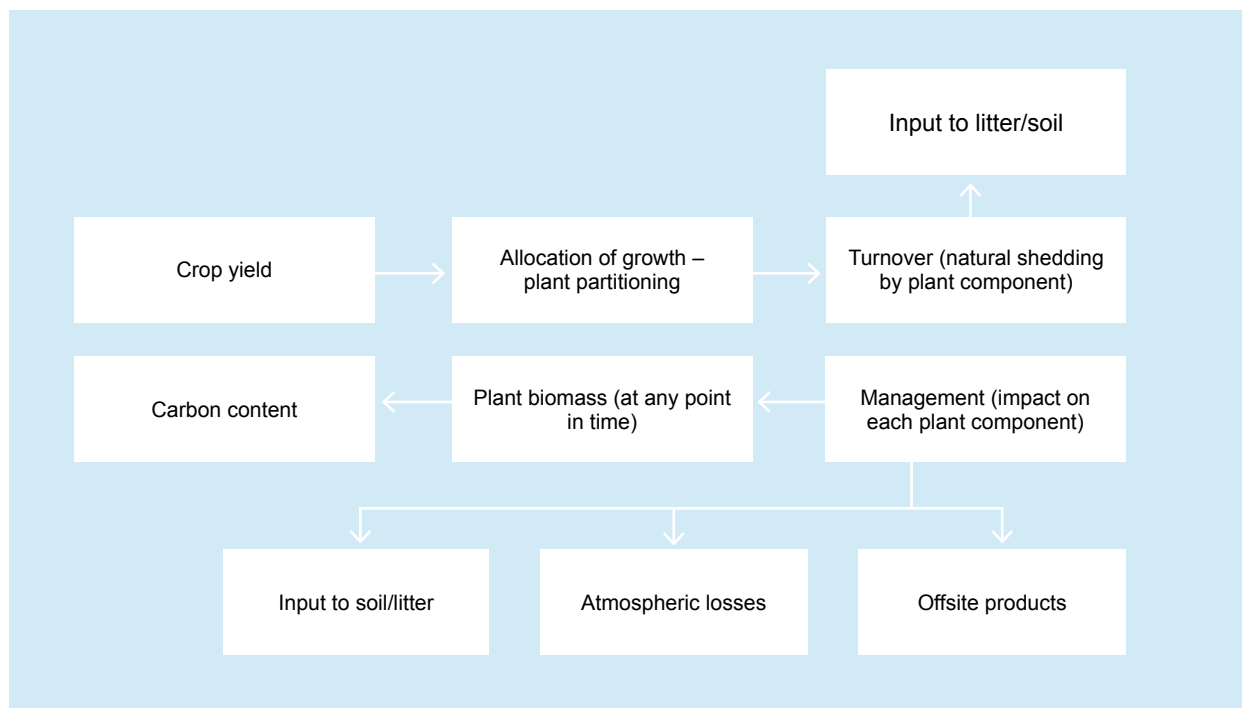 Input to litter/soil
Crop yield
Allocation of growth –
plant partitioning
Turnover (natural shedding
by plant component)
Carbon content
Plant biomass (at any point
in time)
Management (impact on
each plant component)
Input to soil/litter
Atmospheric losses
Offsite products